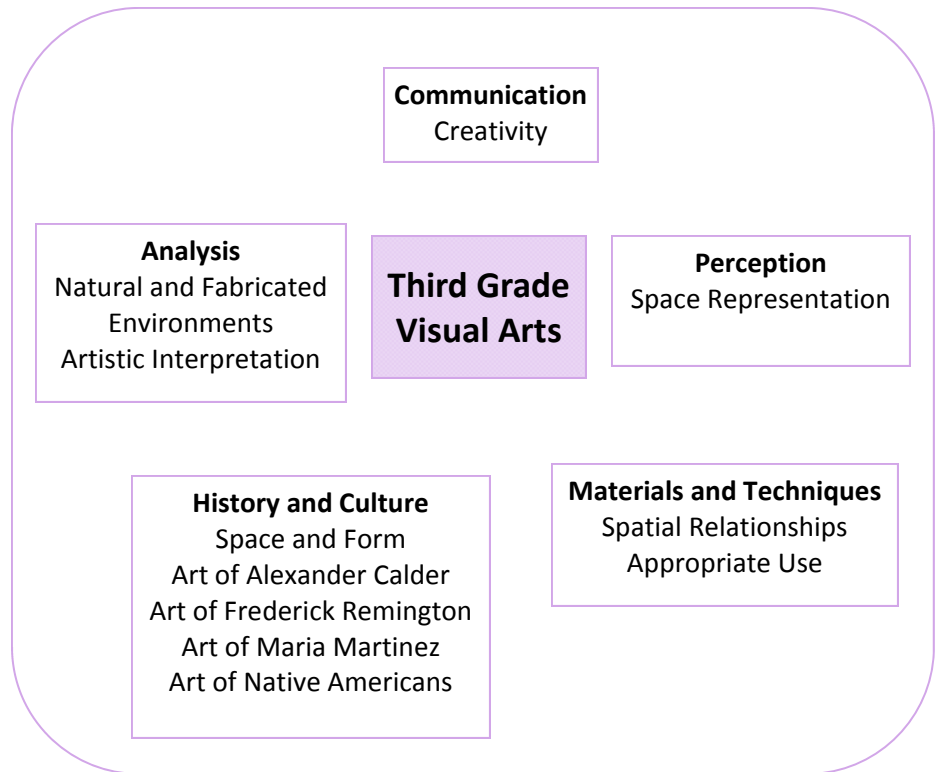 Communication
Creativity
Analysis
Natural and Fabricated
Environments
Artistic Interpretation
Third Grade
Visual Arts
Perception
Space Representation
History and Culture
Space and Form
Art of Alexander Calder
Art of Frederick Remington
Art of Maria Martinez
Art of Native Americans
Materials and Techniques
Spatial Relationships
Appropriate Use